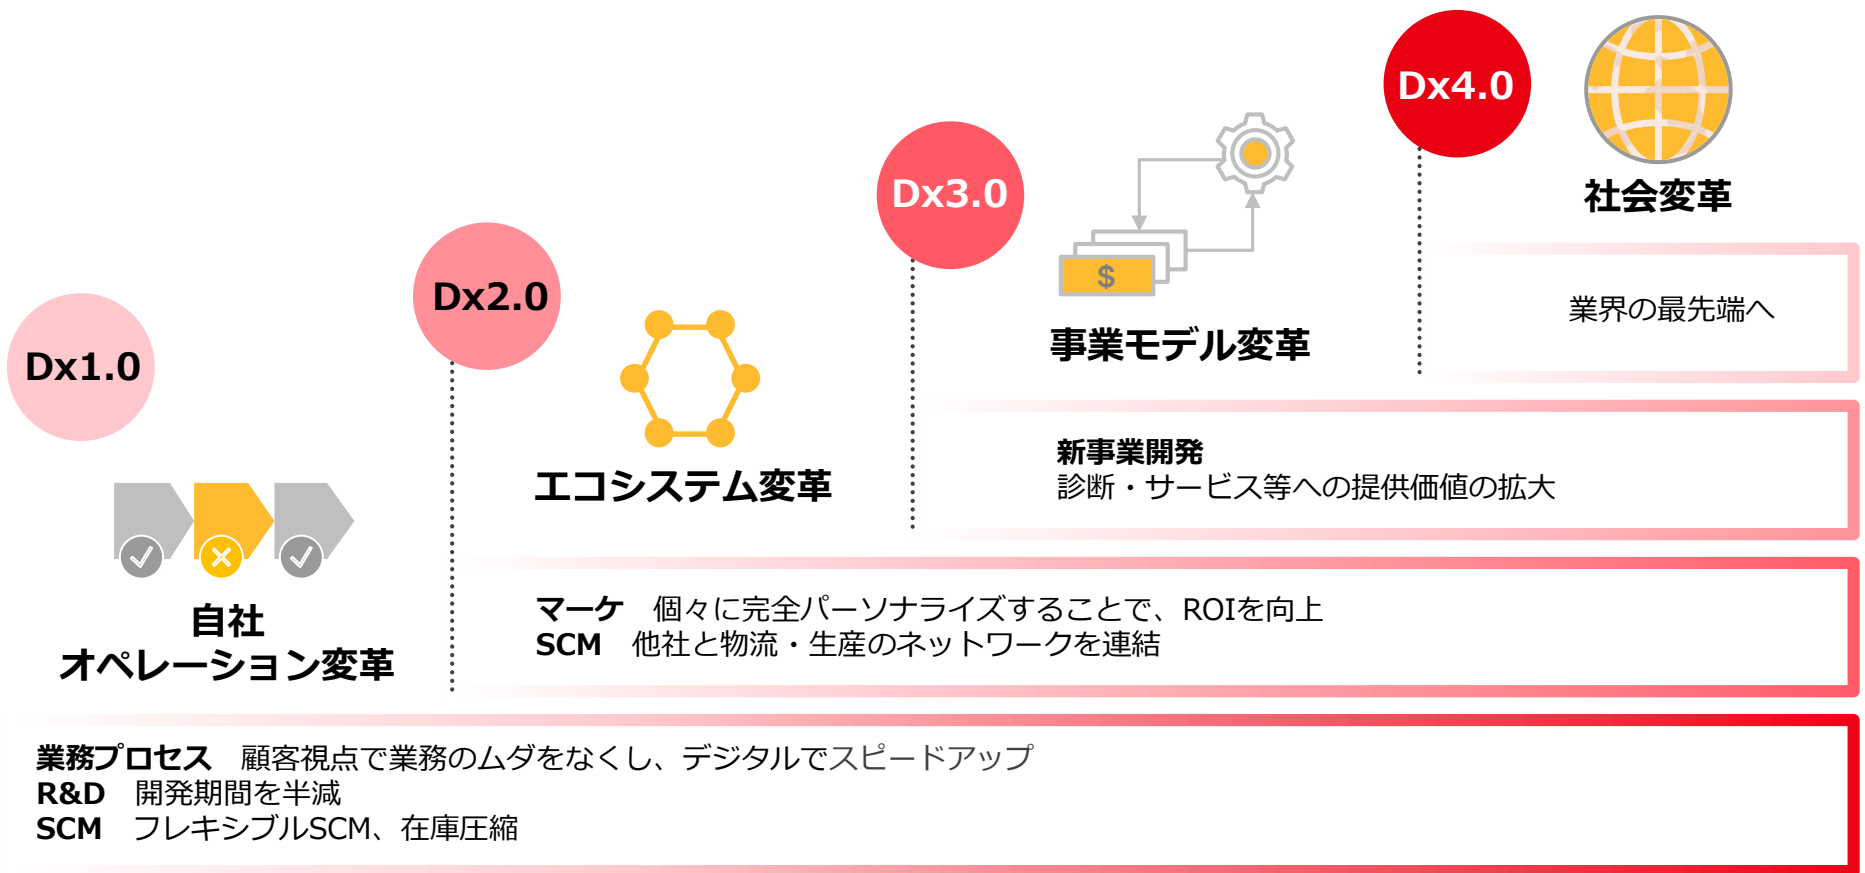 Dx1.0
自社
オペレーション変革
業務プロセス　顧客視点で業務のムダをなくし、デジタルでスピードアップ
R&D　開発期間を半減
SCM　フレキシブルSCM、在庫圧縮
Dx2.0
エコシステム変革
マーケ　個々に完全パーソナライズすることで、ROIを向上
SCM　他社と物流・生産のネットワークを連結
Dx3.0
$
事業モデル変革
新事業開発
診断・サービス等への提供価値の拡大
Dx4.0
社会変革
業界の最先端へ